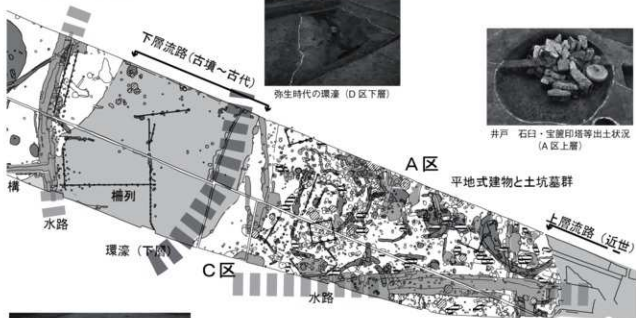 下層流路（古墳～古代）
弥生時代の環濠（D区下層）
井戸　石臼・宝篋印塔等出土状況
（A区上層）
A区
平地式建物と土坑墓群
上層流路（近世）
構
柵列
水路
環濠（下層）
C区
水路